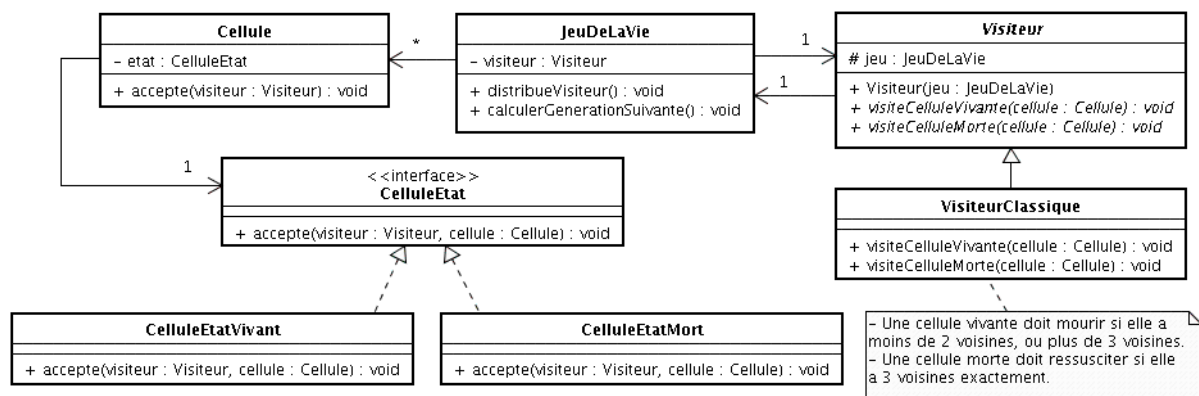 Cellule
– etat : CelluleEtat
+ accepte(visiteur : Visiteur) : void
*
JeuDeLaVie
– visiteur : Visiteur
+ distribueVisiteur() : void
+ calculerGenerationSuivante() : void
1
1
Visiteur
# jeu : JeuDeLaVie
+ Visiteur(jeu : JeuDeLaVie)
+ visiteCelluleVivante(cellule : Cellule) : void
+ visiteCelluleMorte(cellule : Cellule) : void
1
<<interface>>
CelluleEtat
+ accepte(visiteur : Visiteur, cellule : Cellule) : void
VisiteurClassique
+ visiteCelluleVivante(cellule : Cellule) : void
+ visiteCelluleMorte(cellule : Cellule) : void
CelluleEtatVivant
+ accepte(visiteur : Visiteur, cellule : Cellule) : void
CelluleEtatMort
+ accepte(visiteur : Visiteur, cellule : Cellule) : void
– Une cellule vivante doit mourir si elle a
moins de 2 voisines, ou plus de 3 voisines.
– Une cellule morte doit ressusciter si elle
a 3 voisines exactement.